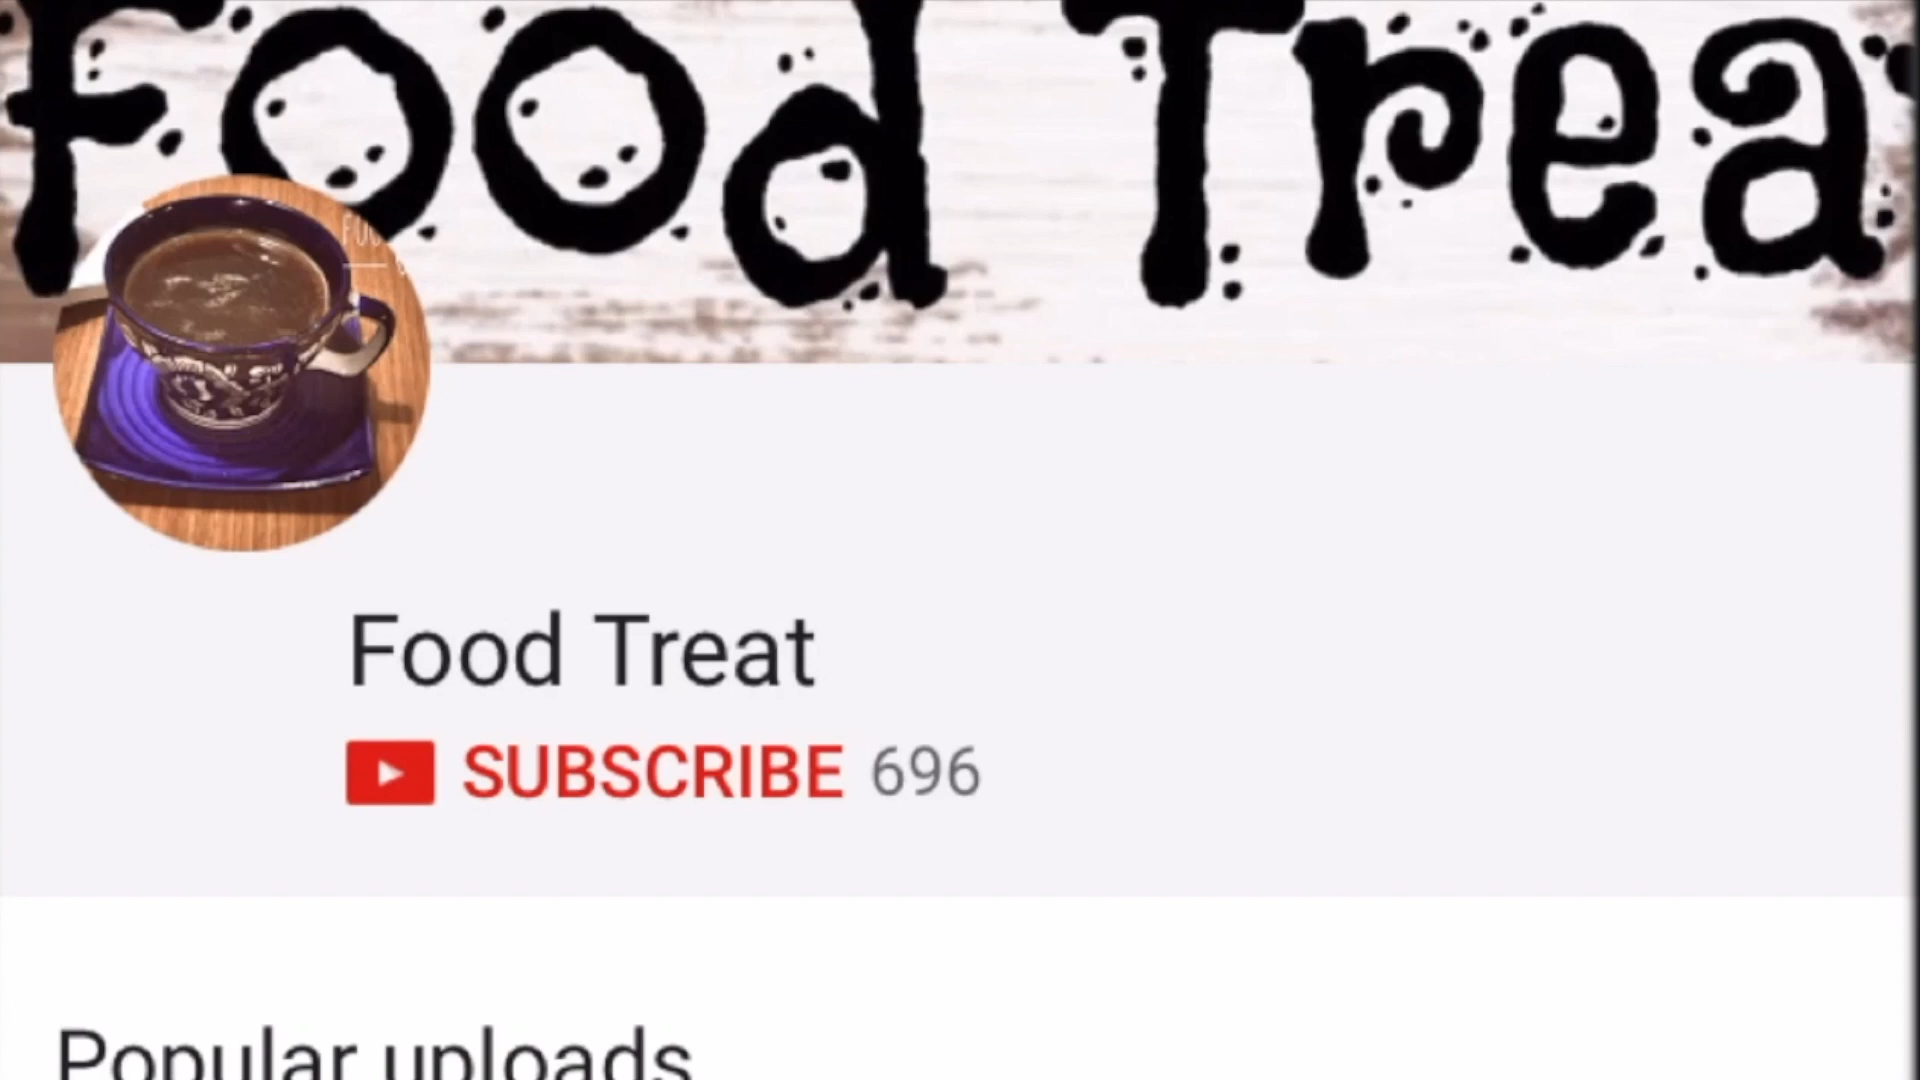 Food Trea
Food Treat
SUBSCRIBE 696
Popular uploads